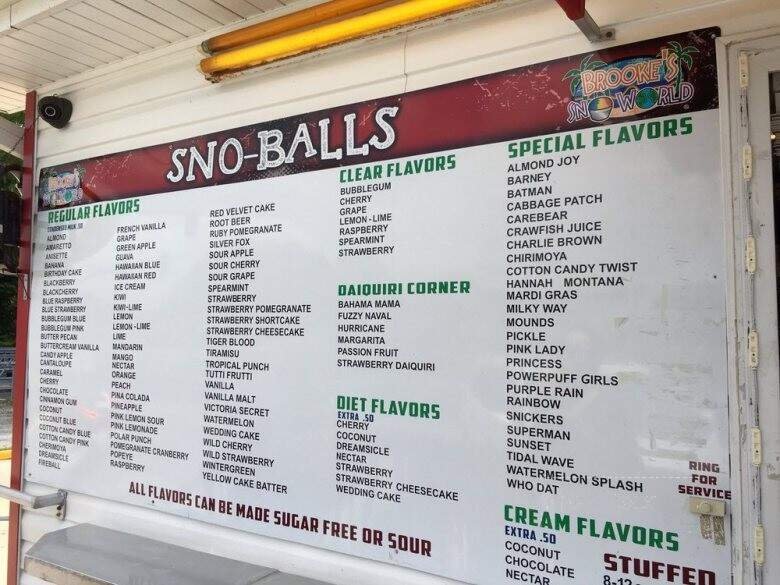 SNO-BALLS
BROOKE'S
SNO WORLD
REGULAR FLAVORS
CONDENSED MILK .50
ALMOND
AMARETTO
ANISETTE
BANANA
BIRTHDAY CAKE
BLACKBERRY
BLACKCHERRY
BLUE RASPBERRY
BLUE STRAWBERRY
BUBBLEGUM BLUE
BUBBLEGUM PINK
BUTTER PECAN
BUTTERCREAM VANILLA
CANDY APPLE
CANTALOUPE
CARAMEL
CHERRY
CHOCOLATE
CINNAMON GUM
COCONUT
COCONUT BLUE
COTTON CANDY BLUE
COTTON CANDY PINK
CHERIMOYA
DREAMSICLE
FIREBALL
FRENCH VANILLA
GRAPE
GREEN APPLE
GUAVA
HAWAIIAN BLUE
HAWAIIAN RED
ICE CREAM
KIWI
KIWI-LIME
LEMON
LEMON-LIME
LIME
MANDARIN
MANGO
NECTAR
ORANGE
PEACH
PINA COLADA
PINEAPPLE
PINK LEMON SOUR
PINK LEMONADE
POLAR PUNCH
POMEGRANATE CRANBERRY
POPEYE
RASPBERRY
RED VELVET CAKE
ROOT BEER
RUBY POMEGRANATE
SILVER FOX
SOUR APPLE
SOUR CHERRY
SOUR GRAPE
SPEARMINT
STRAWBERRY
STRAWBERRY POMEGRANATE
STRAWBERRY SHORTCAKE
STRAWBERRY CHEESECAKE
TIGER BLOOD
TIRAMISU
TROPICAL PUNCH
TUTTI FRUTTI
VANILLA
VANILLA MALT
VICTORIA SECRET
WATERMELON
WEDDING CAKE
WILD CHERRY
WILD STRAWBERRY
WINTERGREEN
YELLOW CAKE BATTER
CLEAR FLAVORS
BUBBLEGUM
CHERRY
GRAPE
LEMON-LIME
RASPBERRY
SPEARMINT
STRAWBERRY
DAIQUIRI CORNER
BAHAMA MAMA
FUZZY NAVAL
HURRICANE
MARGARITA
PASSION FRUIT
STRAWBERRY DAIQUIRI
DIET FLAVORS
EXTRA .50
CHERRY
COCONUT
DREAMSICLE
NECTAR
STRAWBERRY
STRAWBERRY CHEESECAKE
WEDDING CAKE
SPECIAL FLAVORS
ALMOND JOY
BARNEY
BATMAN
CABBAGE PATCH
CAREBEAR
CRAWFISH JUICE
CHARLIE BROWN
CHIRIMOYA
COTTON CANDY TWIST
HANNAH MONTANA
MARDI GRAS
MILKY WAY
MOUNDS
PICKLE
PINK LADY
PRINCESS
POWERPUFF GIRLS
PURPLE RAIN
RAINBOW
SNICKERS
SUPERMAN
SUNSET
TIDAL WAVE
WATERMELON SPLASH
WHO DAT
RING
FOR
SERVICE
CREAM FLAVORS
EXTRA .50
COCONUT
CHOCOLATE
NECTAR
STUFFED
ALL FLAVORS CAN BE MADE SUGAR FREE OR SOUR